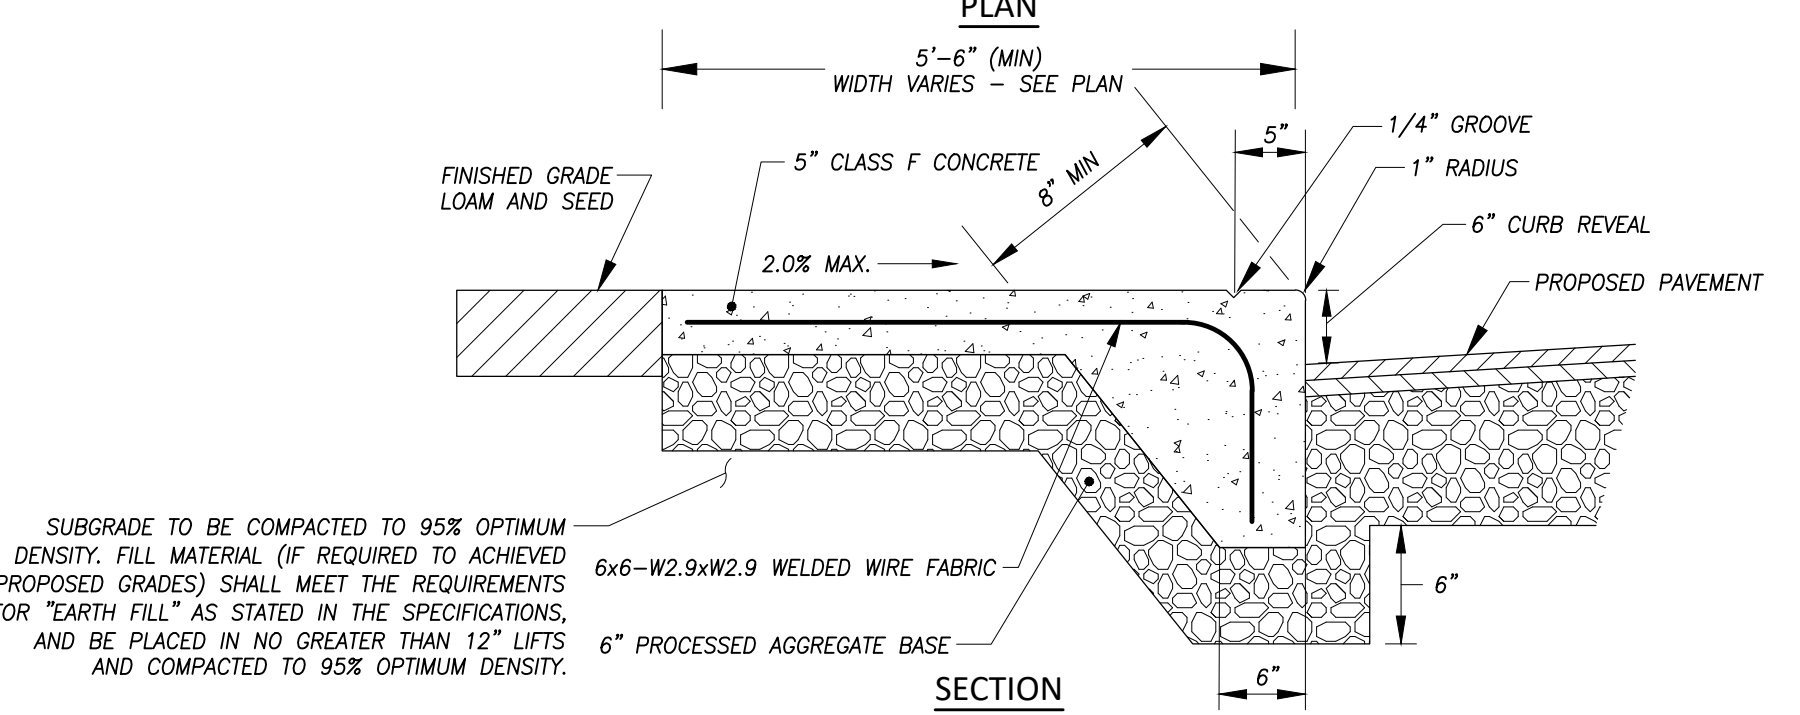 PLAN
5'-6" (MIN)
WIDTH VARIES - SEE PLAN
5"
1/4" GROOVE
1" RADIUS
5" CLASS F CONCRETE
8" MIN
FINISHED GRADE
LOAM AND SEED
6" CURB REVEAL
2.0% MAX.
PROPOSED PAVEMENT
SUBGRADE TO BE COMPACTED TO 95% OPTIMUM
DENSITY. FILL MATERIAL (IF REQUIRED TO ACHIEVED
PROPOSED GRADES) SHALL MEET THE REQUIREMENTS
FOR "EARTH FILL" AS STATED IN THE SPECIFICATIONS,
AND BE PLACED IN NO GREATER THAN 12" LIFTS
AND COMPACTED TO 95% OPTIMUM DENSITY.
6x6-W2.9xW2.9 WELDED WIRE FABRIC
6"
6" PROCESSED AGGREGATE BASE
6"
SECTION